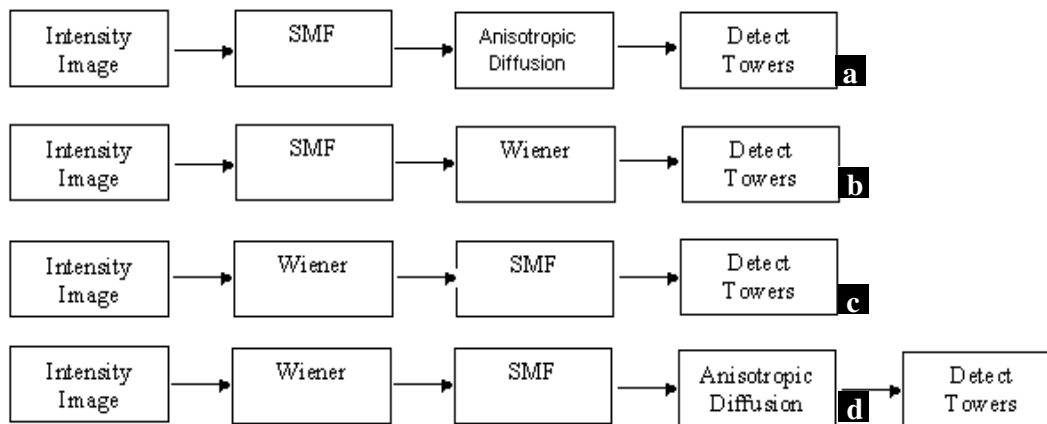 Intensity
Image
SMF
Anisotropic
Diffusion
Detect
Towers
a
Intensity
Image
SMF
Wiener
Detect
Towers
b
Intensity
Image
Wiener
SMF
Detect
Towers
c
Intensity
Image
Wiener
SMF
Anisotropic
Diffusion
d
Detect
Towers